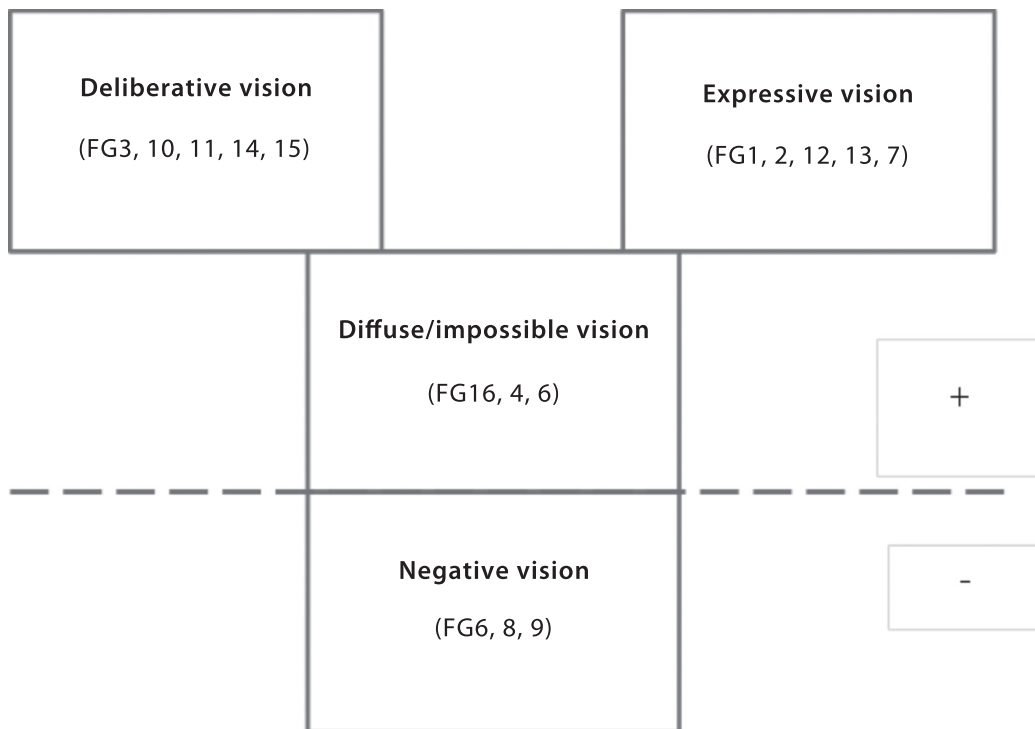 Deliberative vision
(FG3, 10, 11, 14, 15)
Expressive vision
(FG1, 2, 12, 13, 7)
Diffuse/impossible vision
(FG16, 4, 6)
+
Negative vision
(FG6, 8, 9)
-